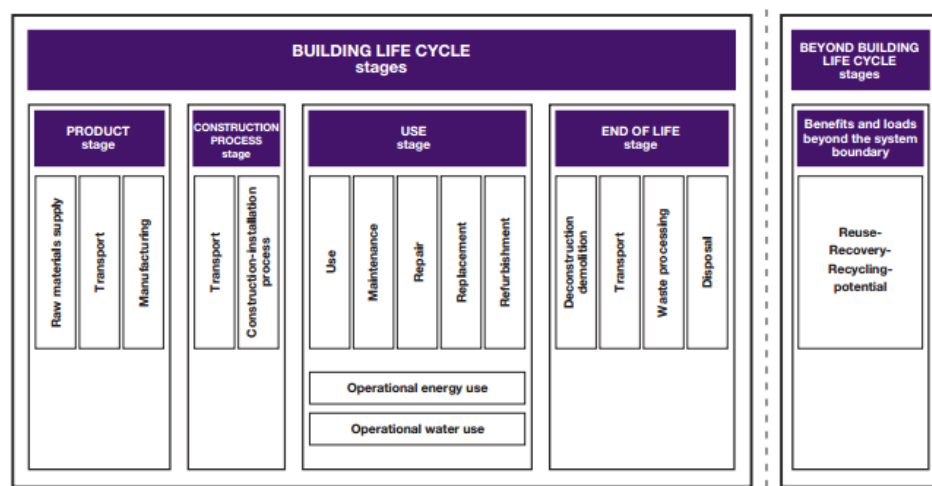 BUILDING LIFE CYCLE
stages
BEYOND BUILDING
LIFE CYCLE
stages
PRODUCT
stage
CONSTRUCTION
PROCESS
stage
USE
stage
END OF LIFE
stage
Benefits and loads
beyond the system
boundary
Raw materials supply
Transport
Manufacturing
Transport
Construction-installation
process
Use
Maintenance
Repair
Replacement
Refurbishment
Deconstruction
demolition
Transport
Waste processing
Disposal
Reuse-
Recovery-
Recycling-
potential
Operational energy use
Operational water use